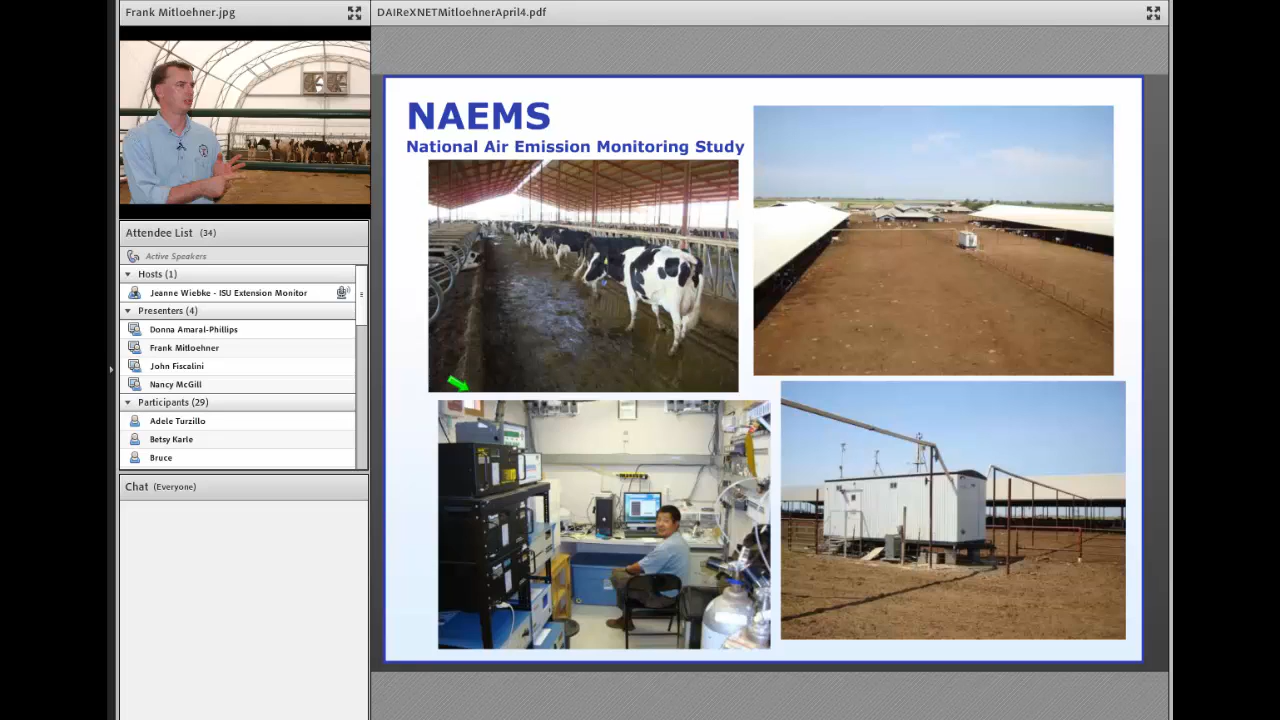 Frank Mitloehner.jpg
DAIReXNETMitloehnerApril4.pdf
Attendee List (34)
Active Speakers
Hosts (1)
Jeanne Wiebke - ISU Extension Monitor
Presenters (4)
Donna Amaral-Phillips
Frank Mitloehner
John Fiscalini
Nancy McGill
Participants (29)
Adele Turzillo
Betsy Karle
Bruce
Chat (Everyone)
NAEMS
National Air Emission Monitoring Study